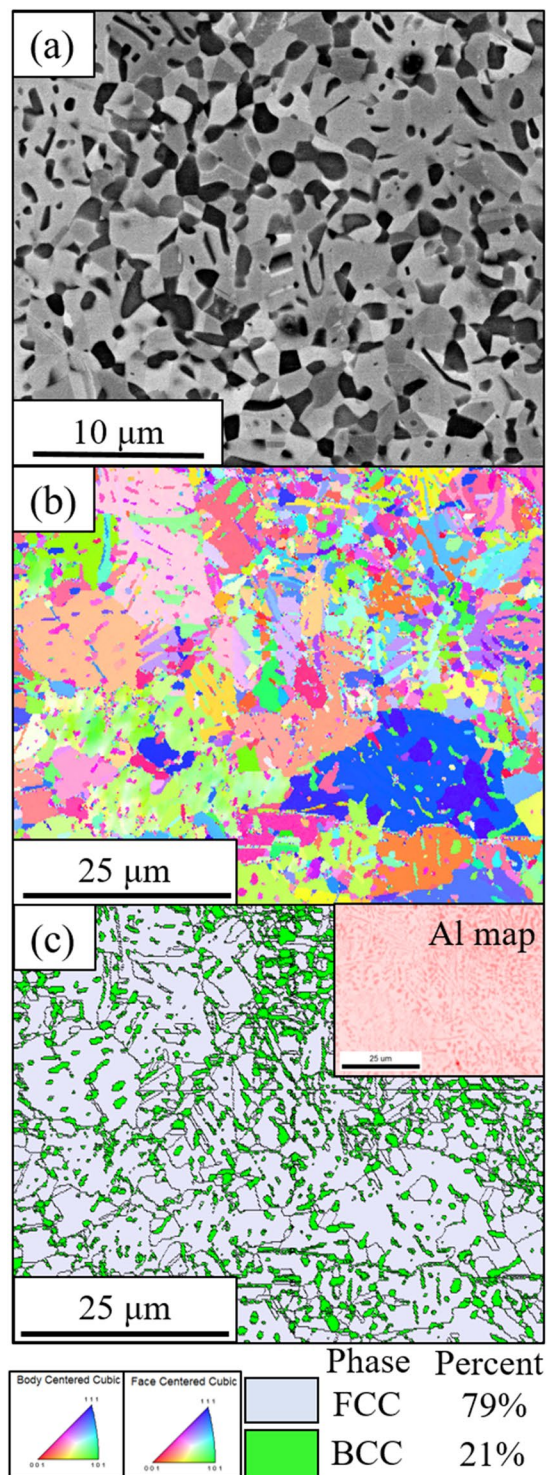 (a)
10 μm
(b)
25 μm
(c)
Al map
25 um
25 μm
Phase Percent
Body Centered Cubic
Face Centered Cubic
111
111
001
101
001
101
FCC 79%
BCC 21%